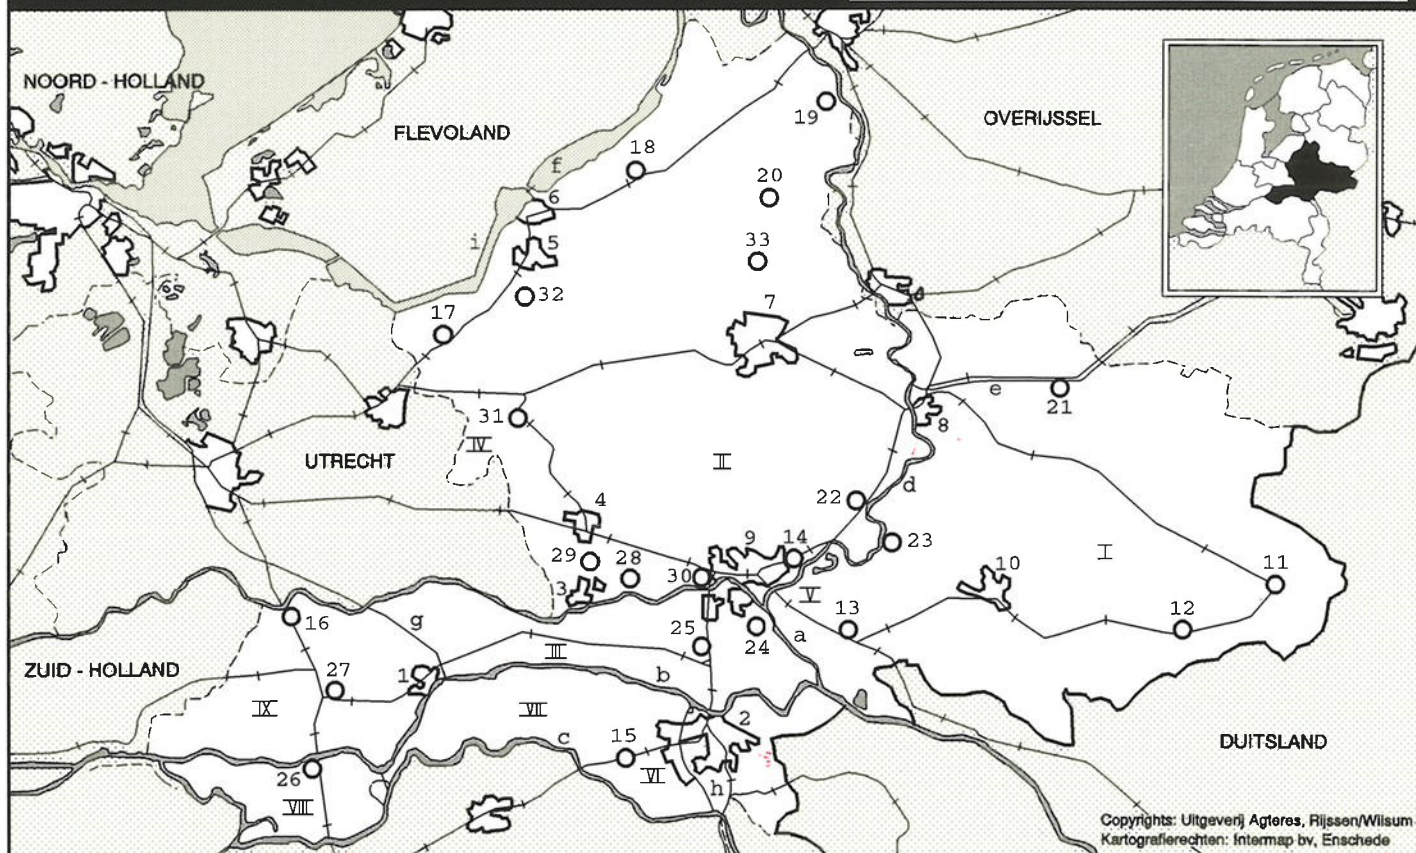 NOORD - HOLLAND
FLEVOLAND
OVERIJSSEL
19
18
f
20
6
i
5
33
32
7
17
e
21
31
8
IV
UTRECHT
II
d
22
4
9
14
23
I
29
28
30
10
11
3
V
13
12
16
g
25
24
a
III
ZUID - HOLLAND
27
1
b
IX
VII
2
c
15
DUITSLAND
26
VI
h
VIII
Copyrights: Uitgeverij Agteres, Rijssen/Wilsum
Kartografierechten: Intermap bv, Enschede